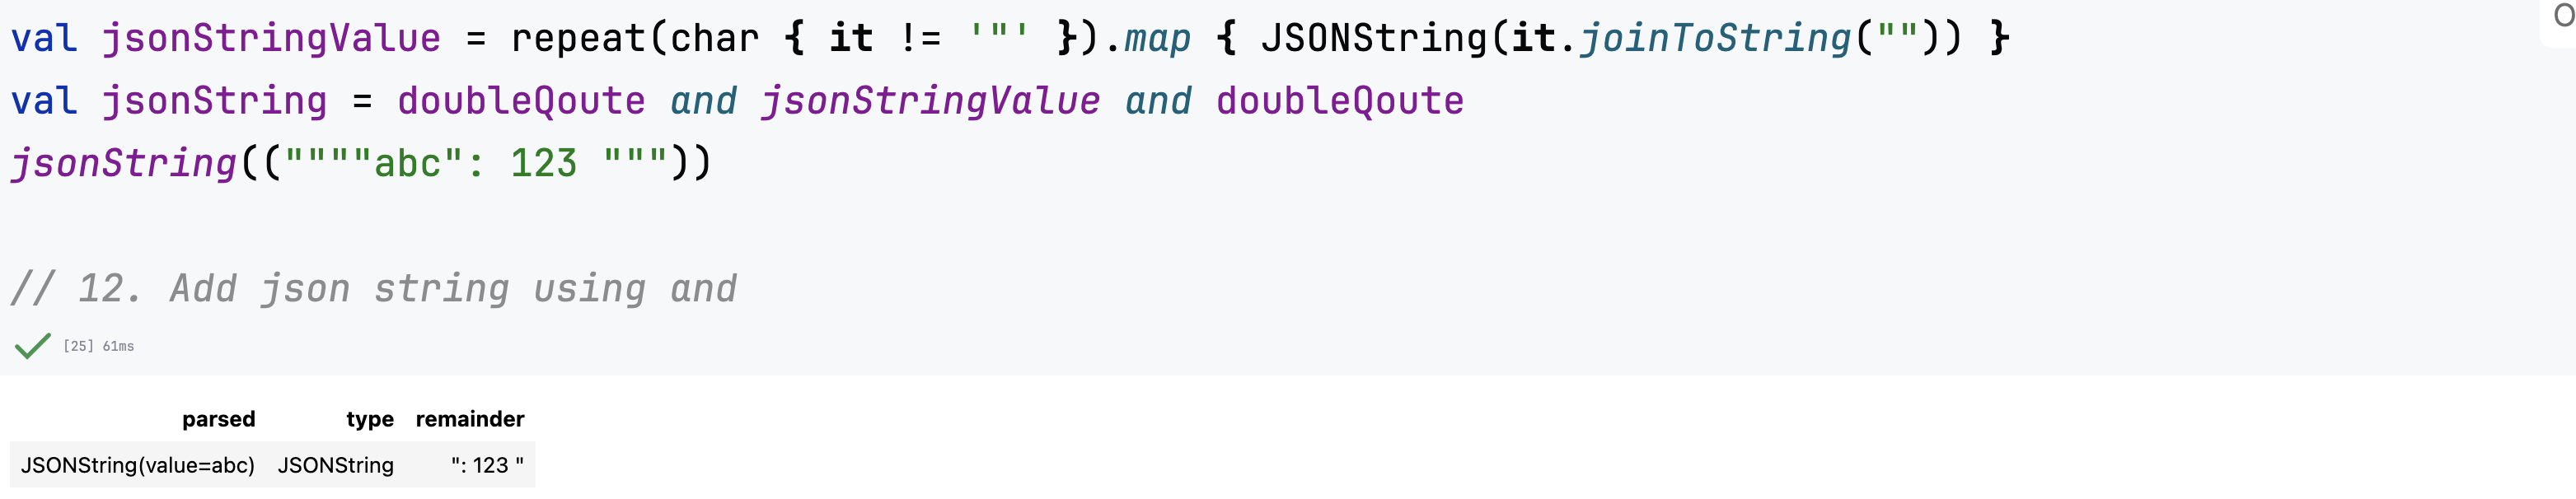 val jsonStringValue = repeat(char { it != '"' }).map { JSONString(it.joinToString("")) }
val jsonString = doubleQoute and jsonStringValue and doubleQoute
jsonString((""""abc": 123 """))
// 12. Add json string using and
[25] 61ms
parsed type remainder
JSONString(value=abc) JSONString ": 123 "